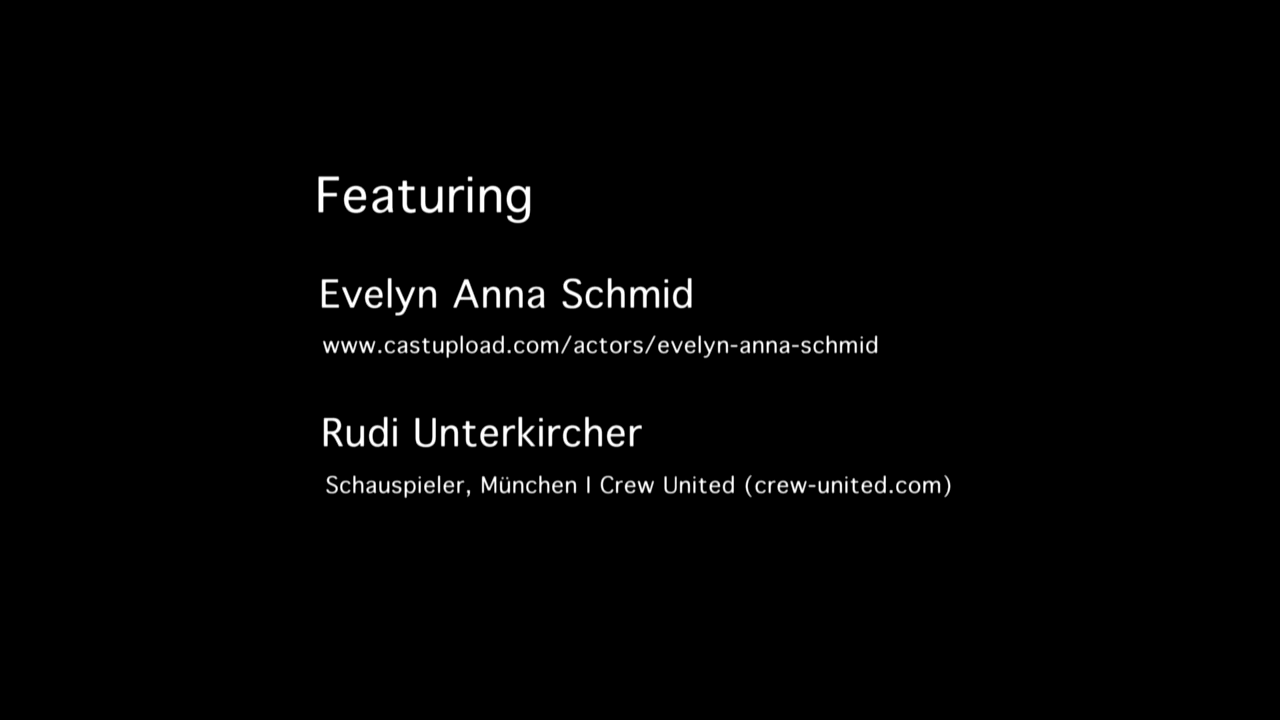 Featuring
Evelyn Anna Schmid
www.castupload.com/actors/evelyn-anna-schmid
Rudi Unterkircher
Schauspieler, München I Crew United (crew-united.com)